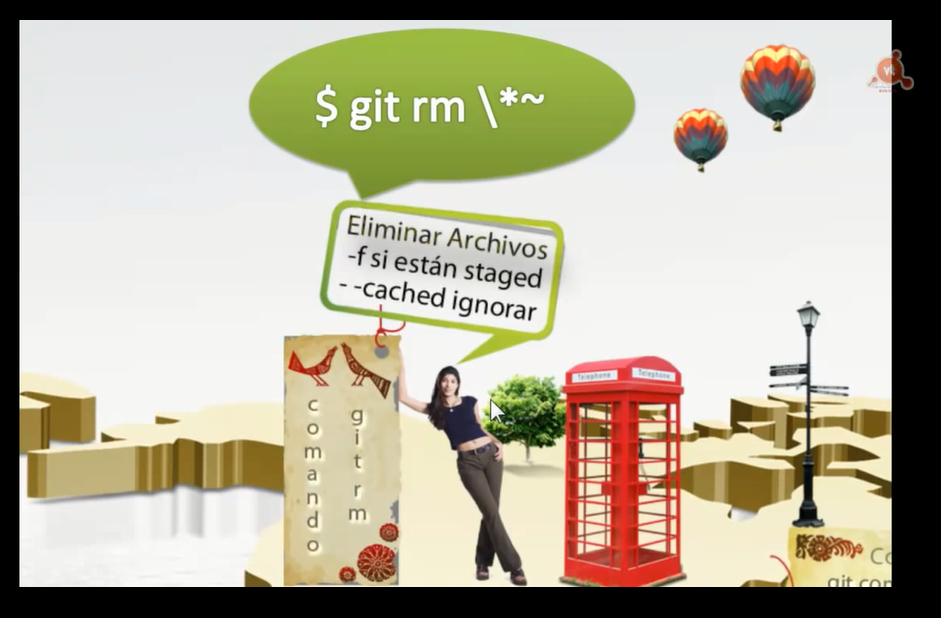 $ git rm \*~
Eliminar Archivos
-f si están staged
- -cached ignorar
comando
git rm
Telephone
Telephone